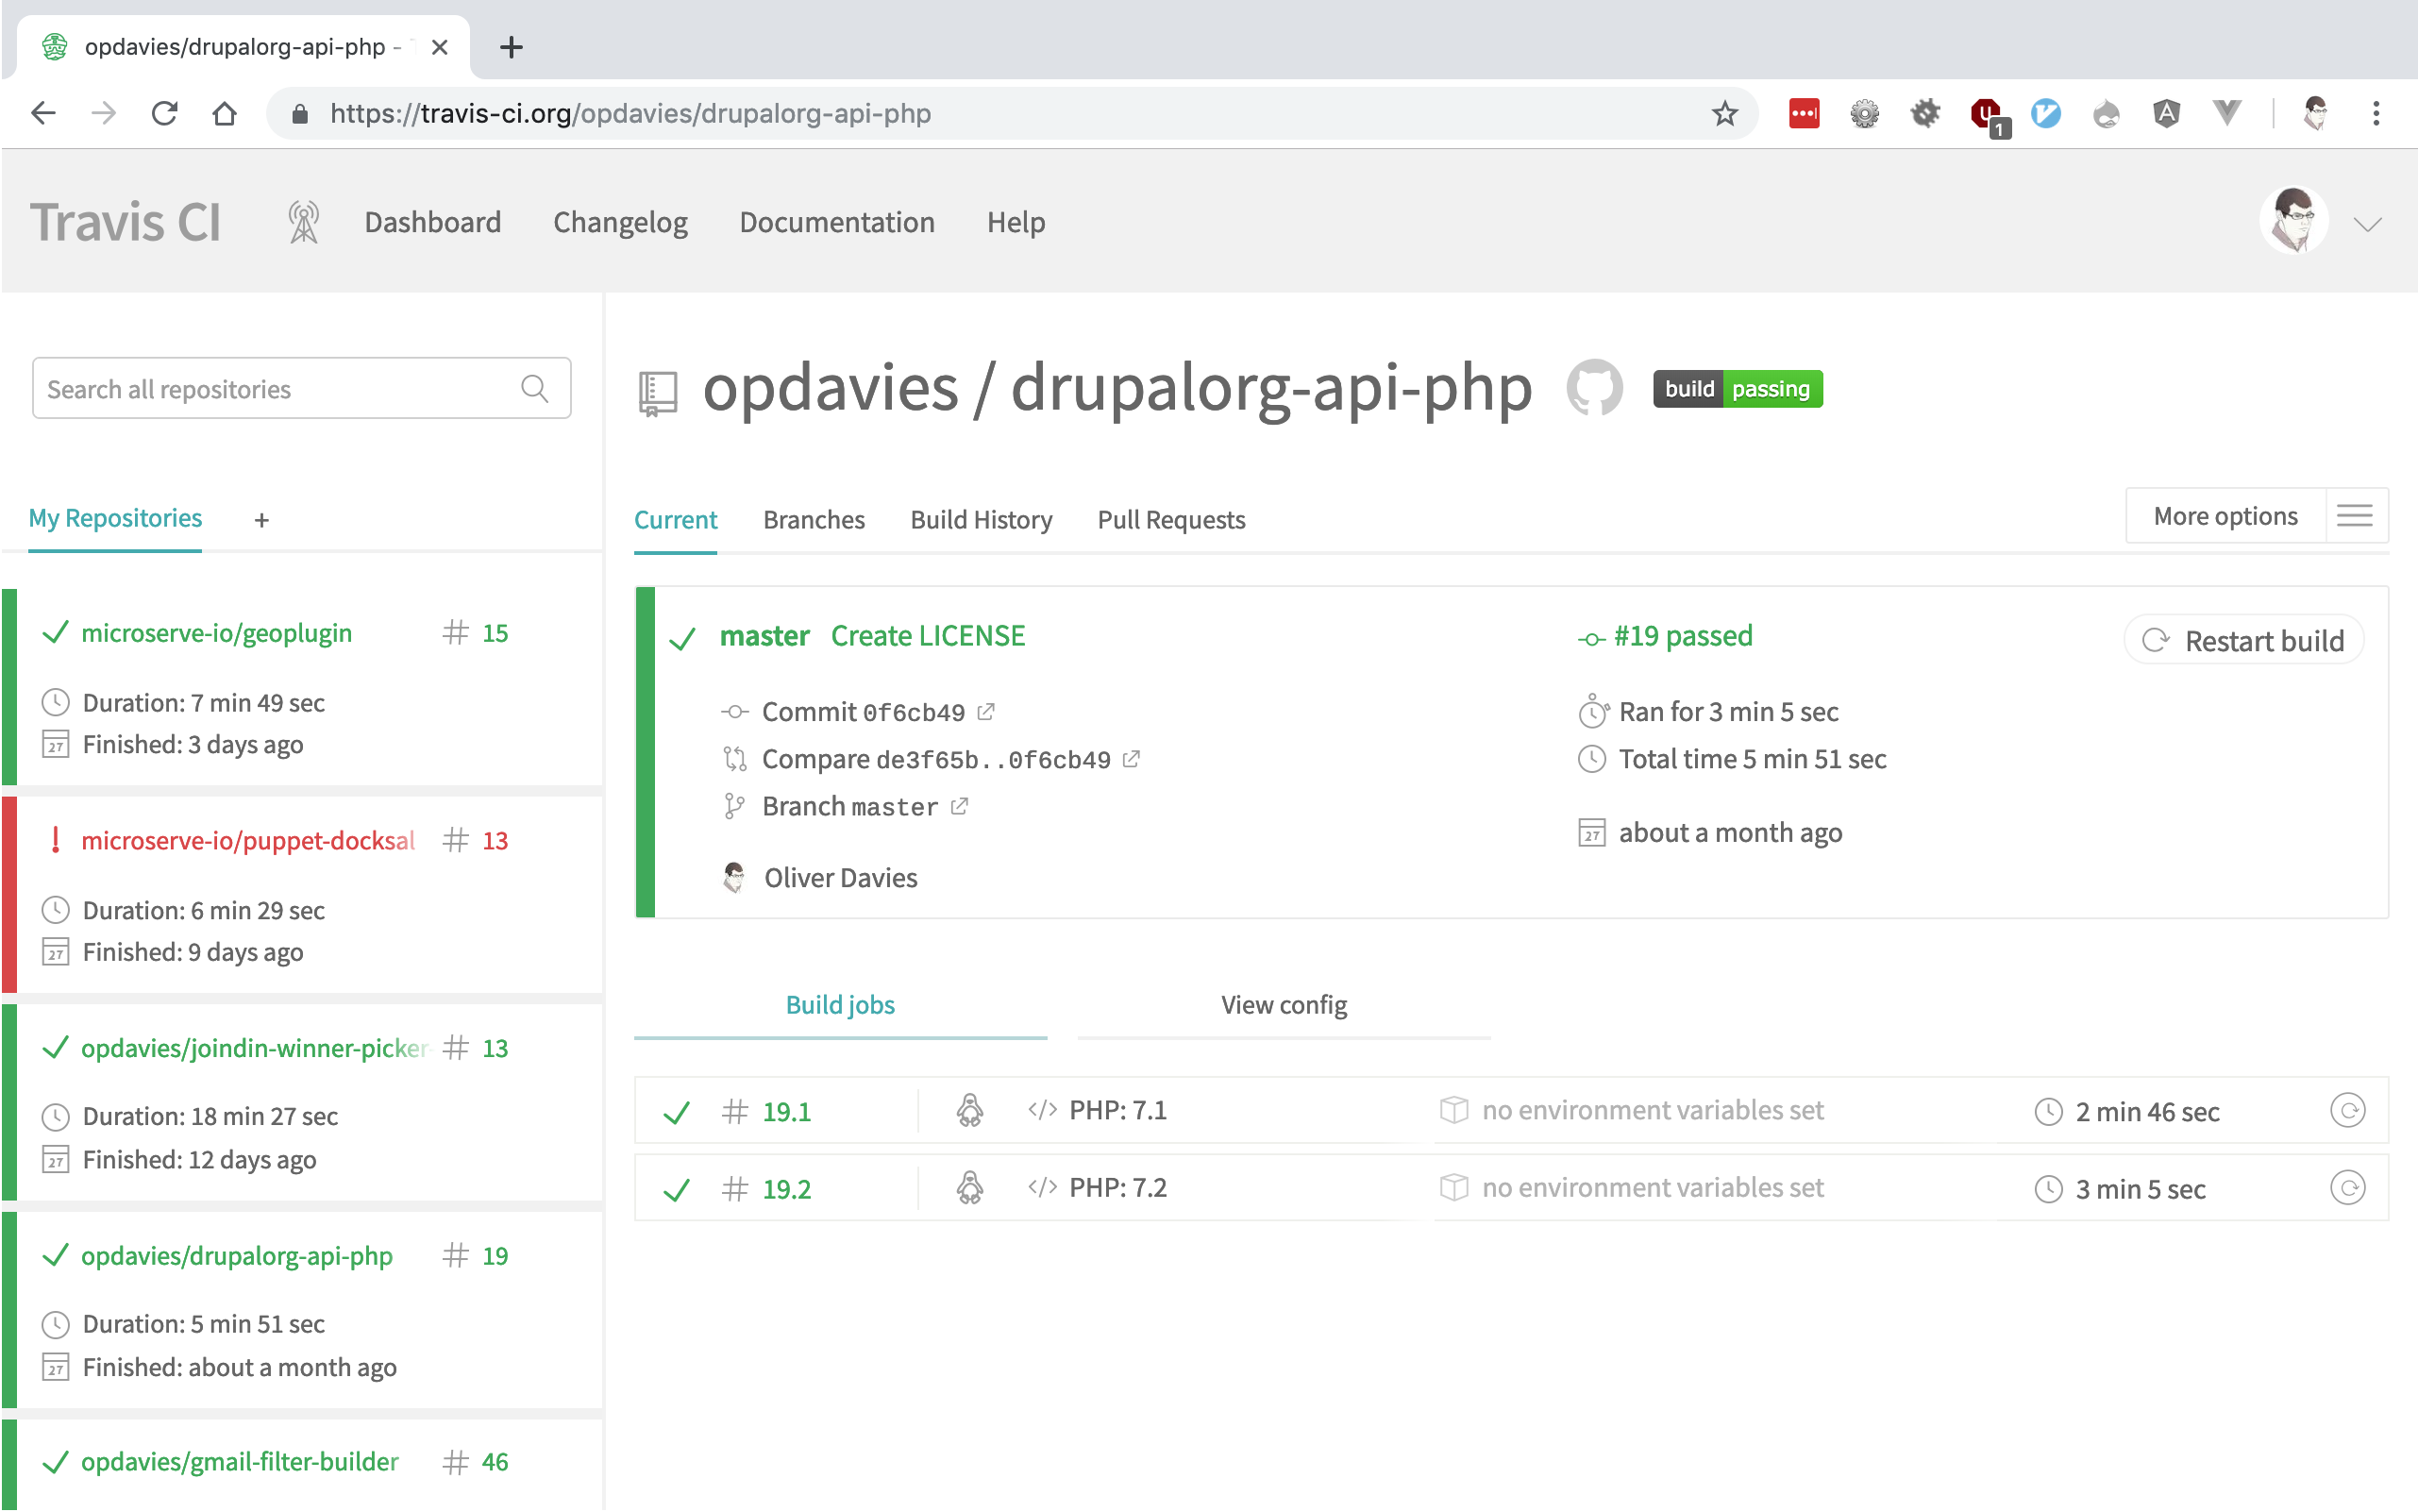 opdavies/drupalorg-api-php -
https://travis-ci.org/opdavies/drupalorg-api-php
1
Travis CI
Dashboard
Changelog
Documentation
Help
Search all repositories
My Repositories
+
microserve-io/geoplugin # 15
Duration: 7 min 49 sec
27 Finished: 3 days ago
! microserve-io/puppet-docksal # 13
Duration: 6 min 29 sec
27 Finished: 9 days ago
opdavies/joindin-winner-picker- # 13
Duration: 18 min 27 sec
27 Finished: 12 days ago
opdavies/drupalorg-api-php # 19
Duration: 5 min 51 sec
27 Finished: about a month ago
opdavies/gmail-filter-builder # 46
opdavies / drupalorg-api-php
build passing
Current
Branches
Build History
Pull Requests
More options
master Create LICENSE
Commit 0f6cb49
Compare de3f65b..0f6cb49
Branch master
Oliver Davies
#19 passed
Ran for 3 min 5 sec
Total time 5 min 51 sec
27 about a month ago
Restart build
Build jobs
View config
# 19.1 </> PHP: 7.1 no environment variables set 2 min 46 sec
# 19.2 </> PHP: 7.2 no environment variables set 3 min 5 sec